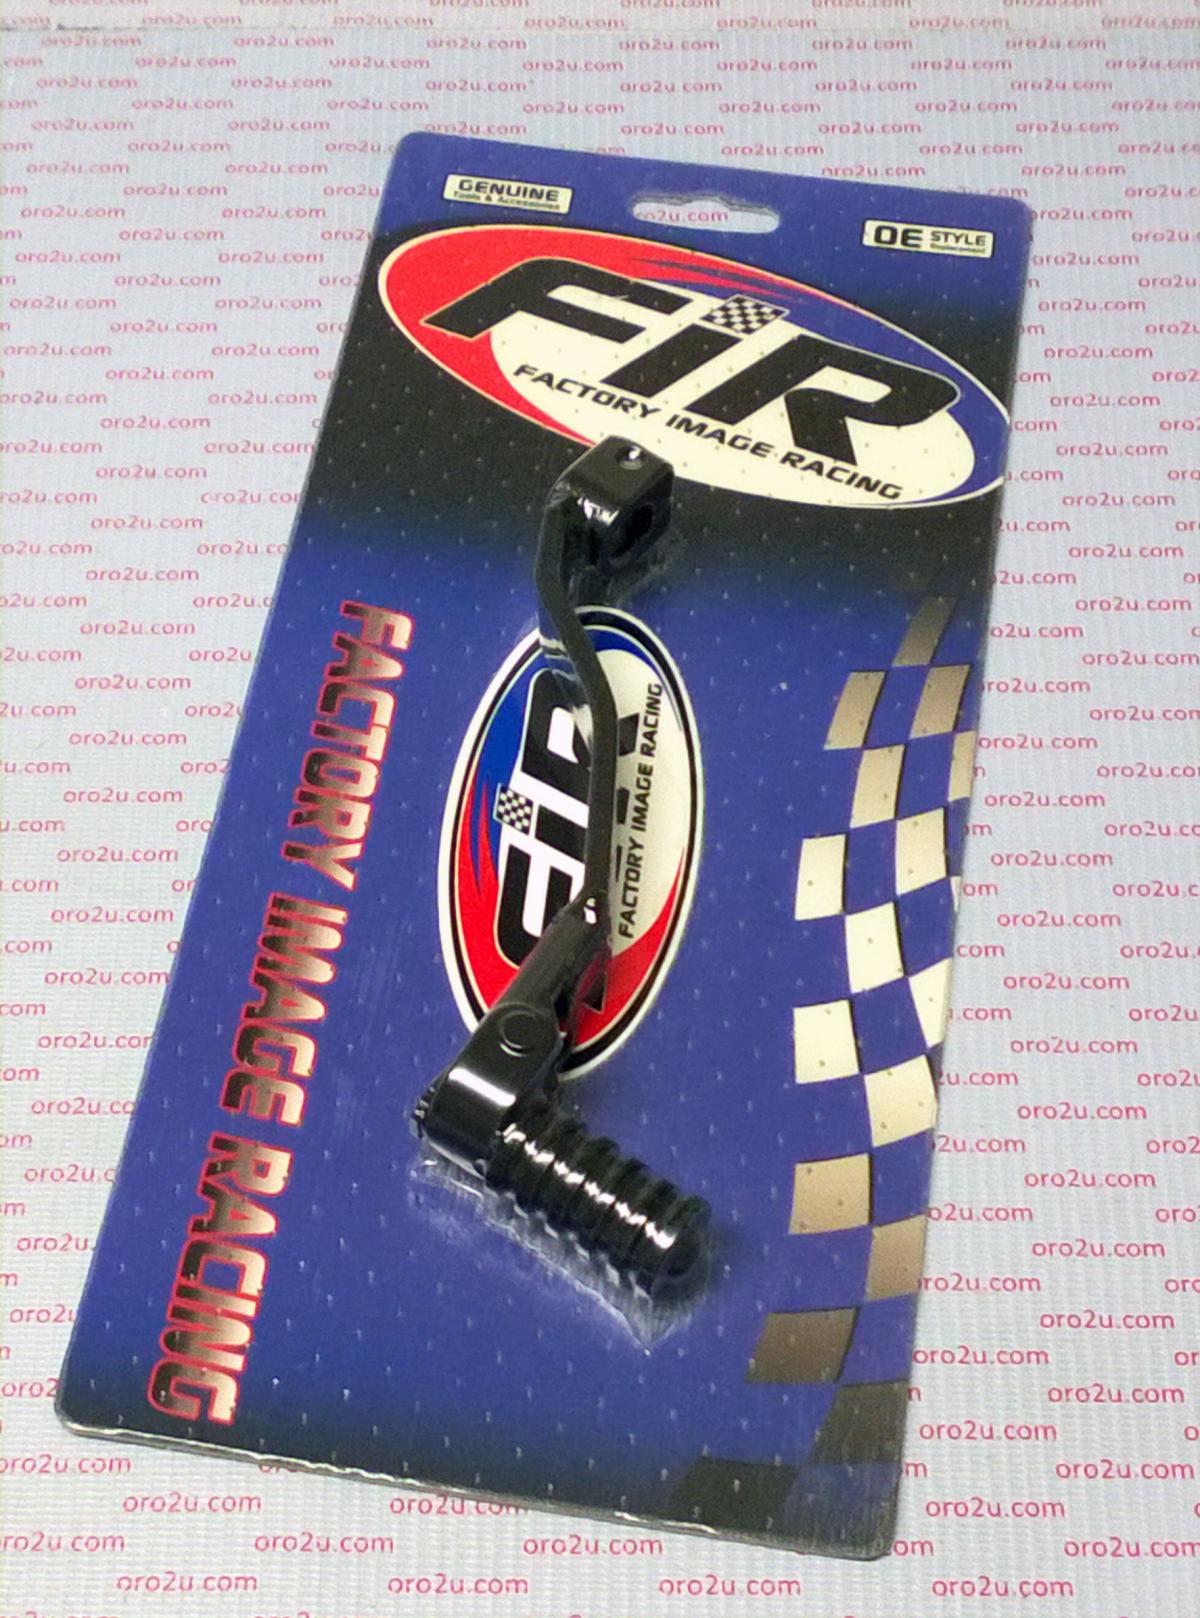 GENUINE
Tools & Accessories
OE STYLE
Replacement
FiR
FACTORY IMAGE RACING
FiR
FACTORY IMAGE RACING
FACTORY IMAGE RACING
oro2u.com